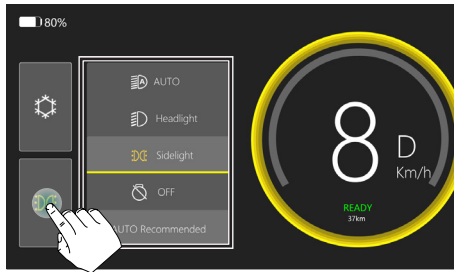 80%
AUTO
Headlight
Sidelight
OFF
AUTO Recommended
8
D
Km/h
READY
37km